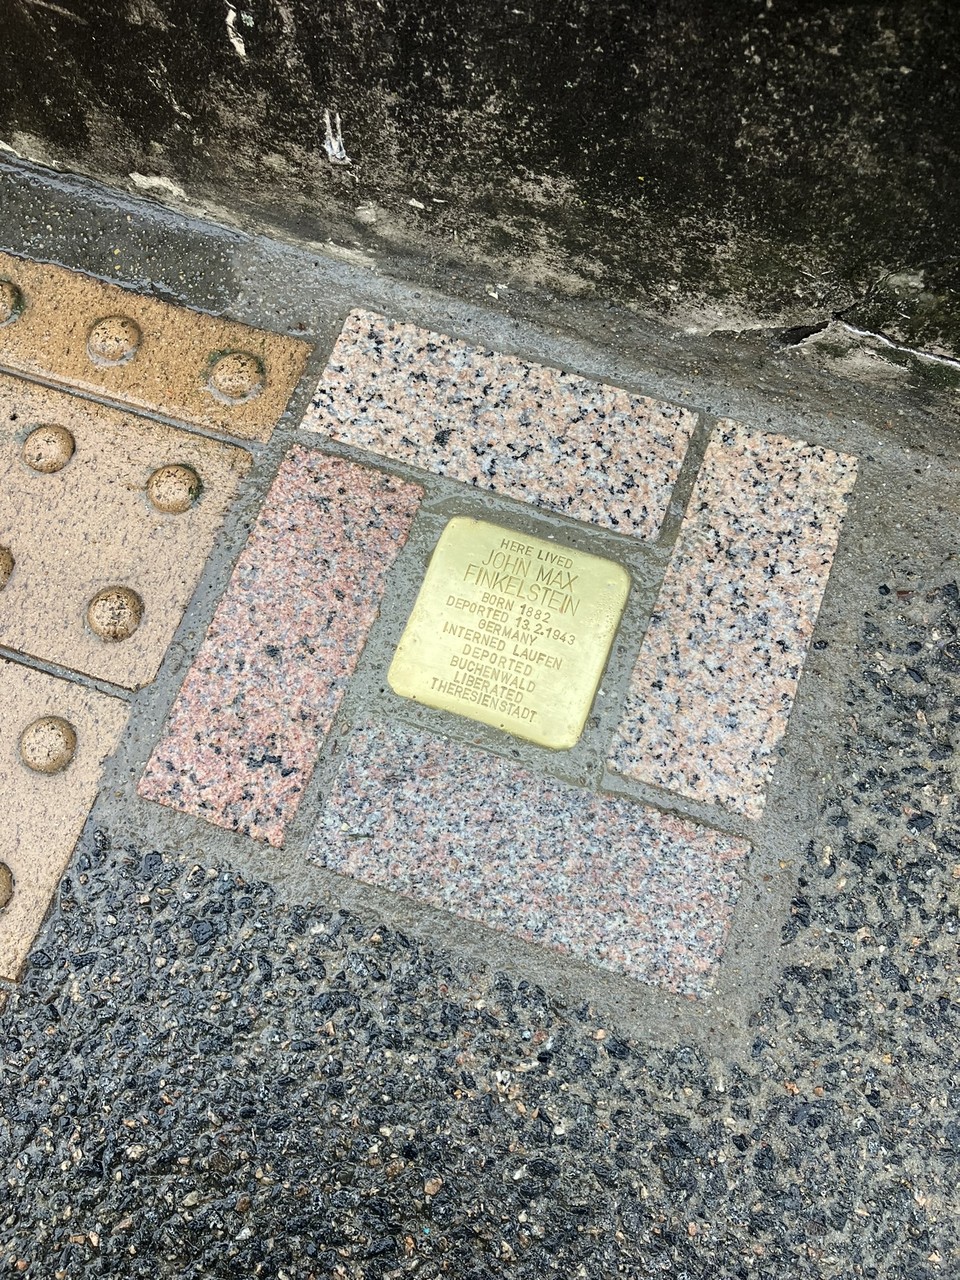 HERE LIVED
JOHN MAX
FINKELSTEIN
BORN 1882
DEPORTED 13.2.1943
GERMANY
INTERNED LAUFEN
DEPORTED
BUCHENWALD
LIBERATED
THERESIENSTADT